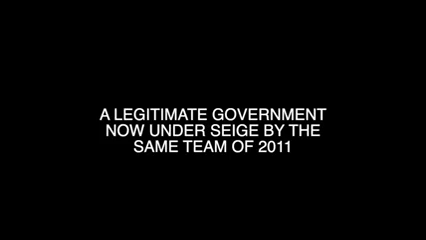 A LEGITIMATE GOVERNMENT
NOW UNDER SEIGE BY THE
SAME TEAM OF 2011